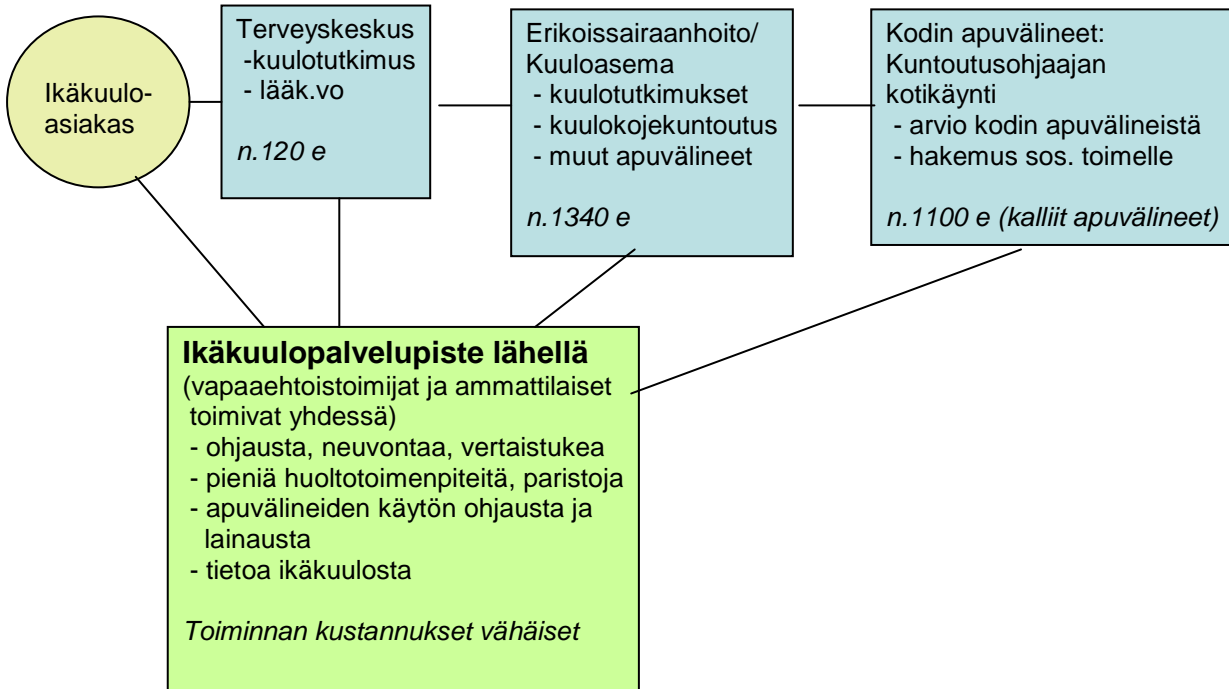 Ikäkuulo-
asiakas
Terveyskeskus
-kuulotutkimus
- lääk.vo
n.120 e
Erikoissairaanhoito/
Kuuloasema
- kuulotutkimukset
- kuulokojekuntoutus
- muut apuvälineet
n.1340 e
Kodin apuvälineet:
Kuntoutusohjaajan
kotikäynti
- arvio kodin apuvälineistä
- hakemus sos. toimelle
n.1100 e (kalliit apuvälineet)
Ikäkuulopalvelupiste lähellä
(vapaaehtoistoimijat ja ammattilaiset
toimivat yhdessä)
- ohjausta, neuvontaa, vertaistukea
- pieniä huoltotoimenpiteitä, paristoja
- apuvälineiden käytön ohjausta ja
lainausta
- tietoa ikäkuulosta
Toiminnan kustannukset vähäiset